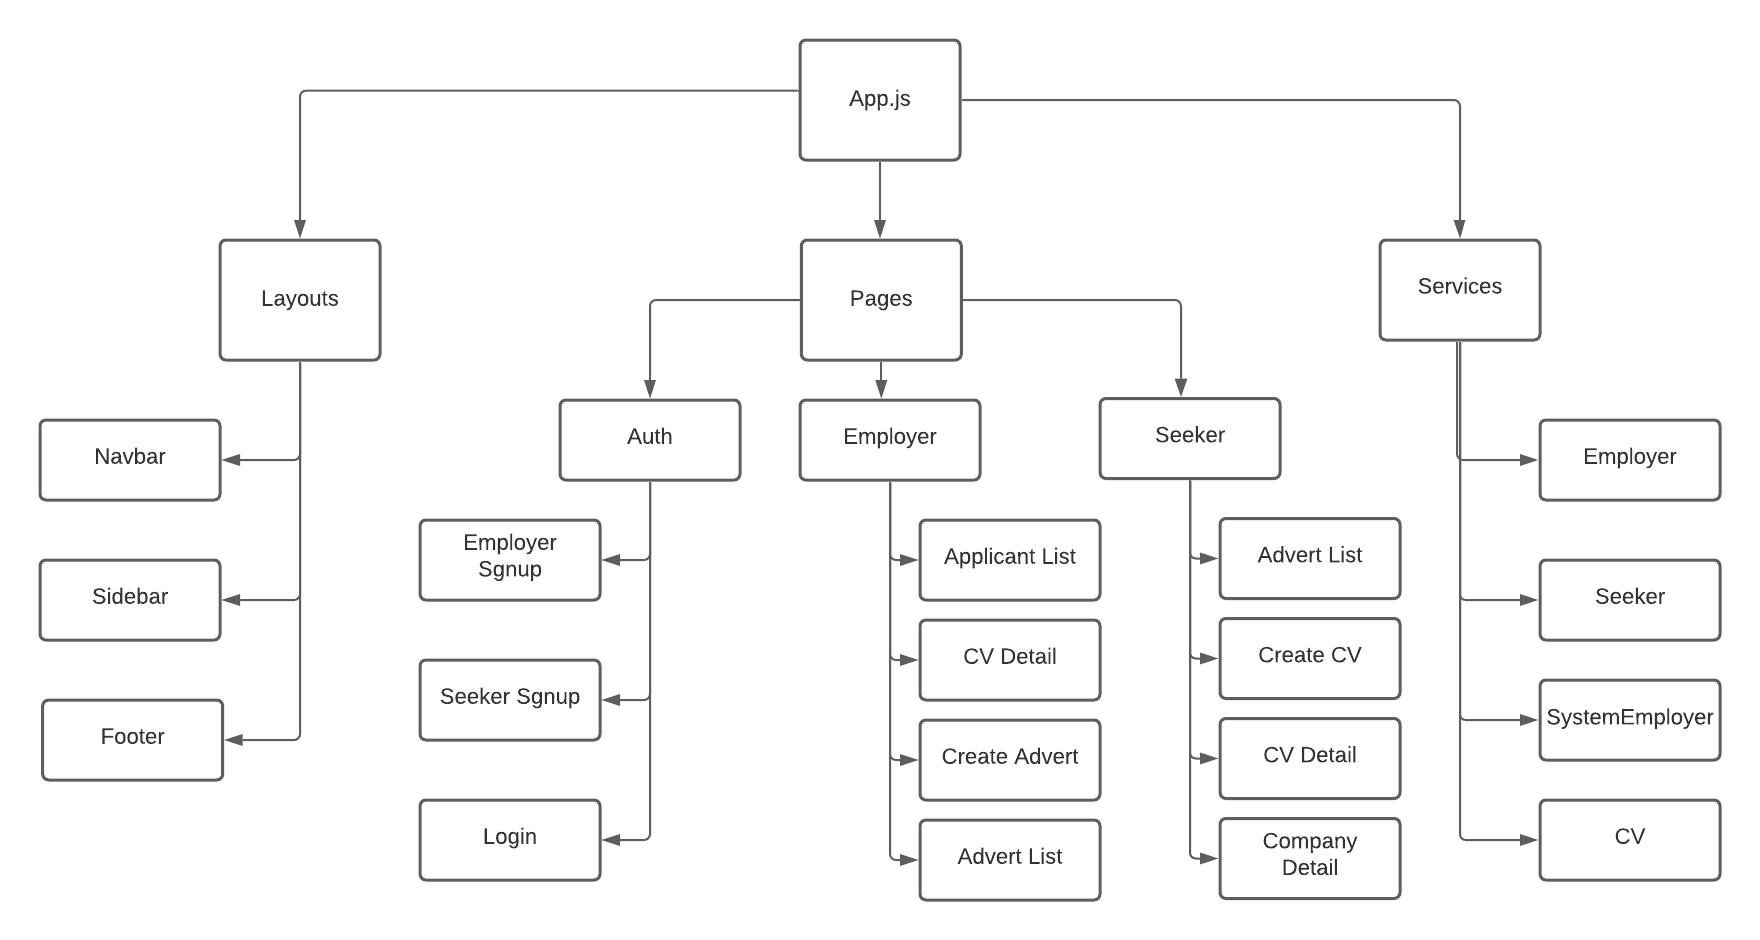 App.js
Layouts
Pages
Services
Auth
Employer
Seeker
Navbar
Sidebar
Footer
Employer
Sgnup
Seeker Sgnup
Login
Applicant List
CV Detail
Create Advert
Advert List
Advert List
Create CV
CV Detail
Company
Detail
Employer
Seeker
SystemEmployer
CV